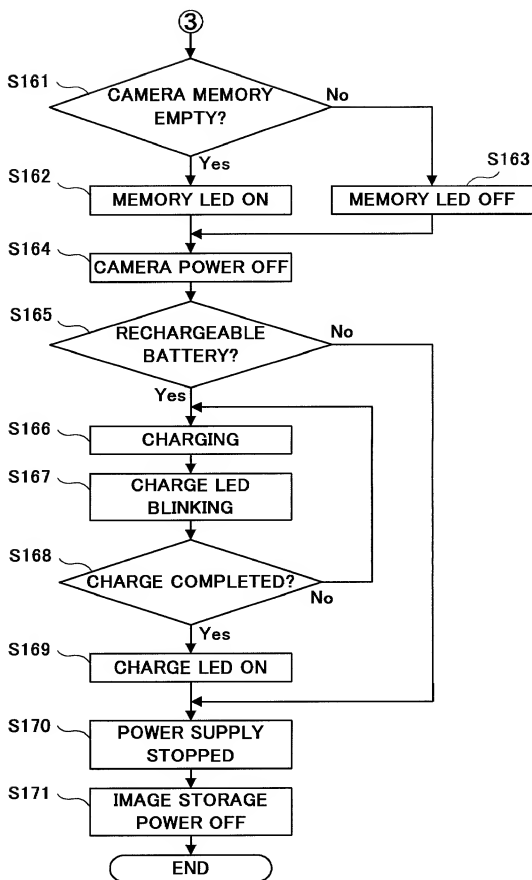 ③
S161
CAMERA MEMORY
EMPTY?
No
Yes
S162
MEMORY LED ON
S163
MEMORY LED OFF
S164
CAMERA POWER OFF
S165
RECHARGEABLE
BATTERY?
No
Yes
S166
CHARGING
S167
CHARGE LED
BLINKING
S168
CHARGE COMPLETED?
No
Yes
S169
CHARGE LED ON
S170
POWER SUPPLY
STOPPED
S171
IMAGE STORAGE
POWER OFF
END